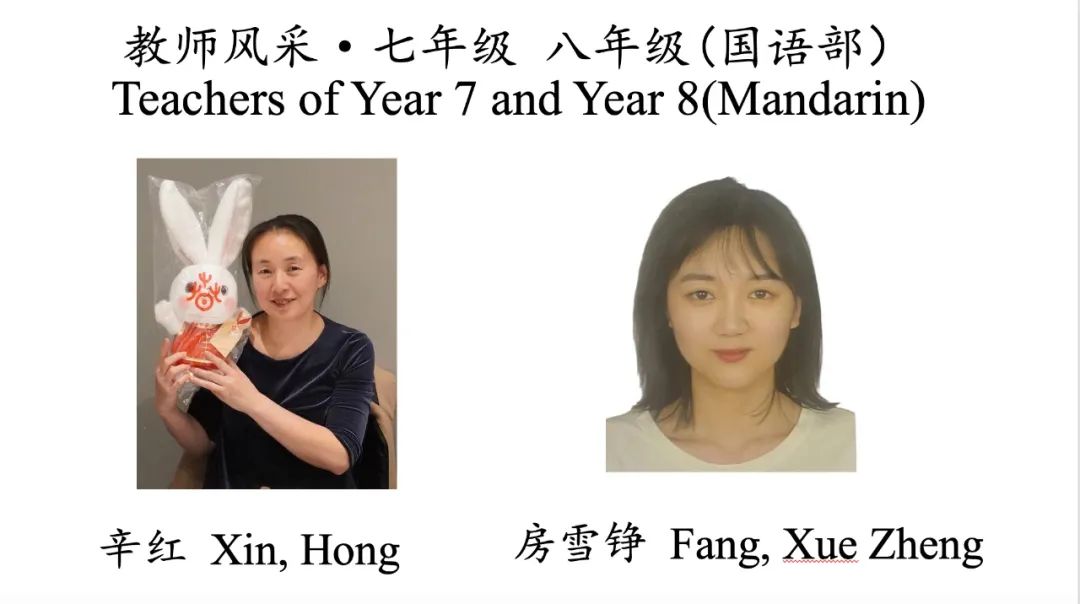 教师风采·七年级 八年级(国语部)
Teachers of Year 7 and Year 8(Mandarin)
辛红 Xin, Hong
房雪铮 Fang, Xue Zheng